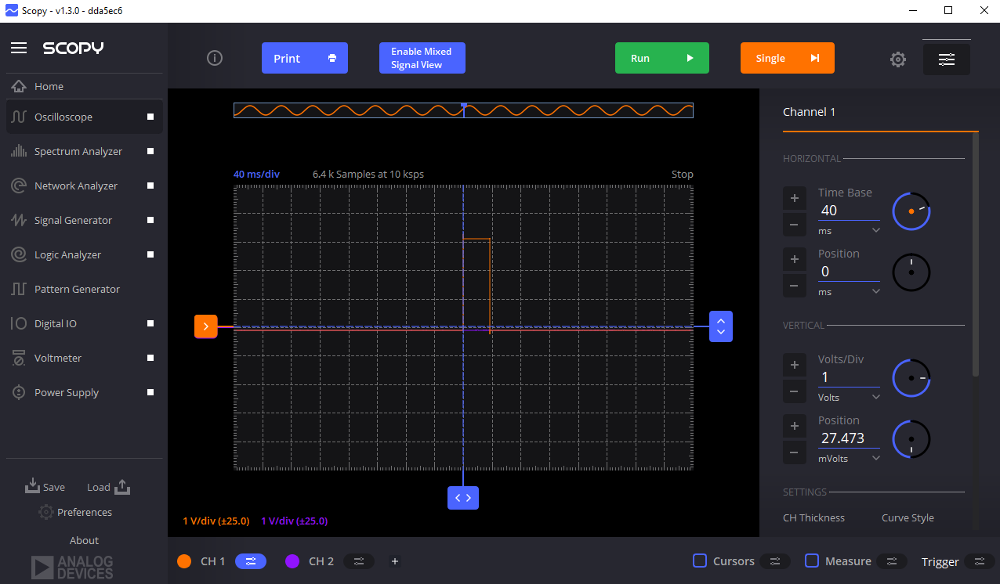 Scopy - v1.3.0 - dda5ec6
SCOPY
Print
Enable Mixed
Signal View
Run
Single
Home
Oscilloscope
Spectrum Analyzer
Network Analyzer
Signal Generator
Logic Analyzer
Pattern Generator
Digital IO
Voltmeter
Power Supply
Save
Load
Preferences
About
ANALOG
DEVICES
40 ms/div
6.4 k Samples at 10 ksps
Stop
1 V/div (±25.0)
1 V/div (±25.0)
Channel 1
HORIZONTAL
Time Base
40
ms
Position
0
ms
VERTICAL
Volts/Div
1
Volts
Position
27.473
mVolts
SETTINGS
CH Thickness
Curve Style
CH 1
CH 2
+
Cursors
Measure
Trigger